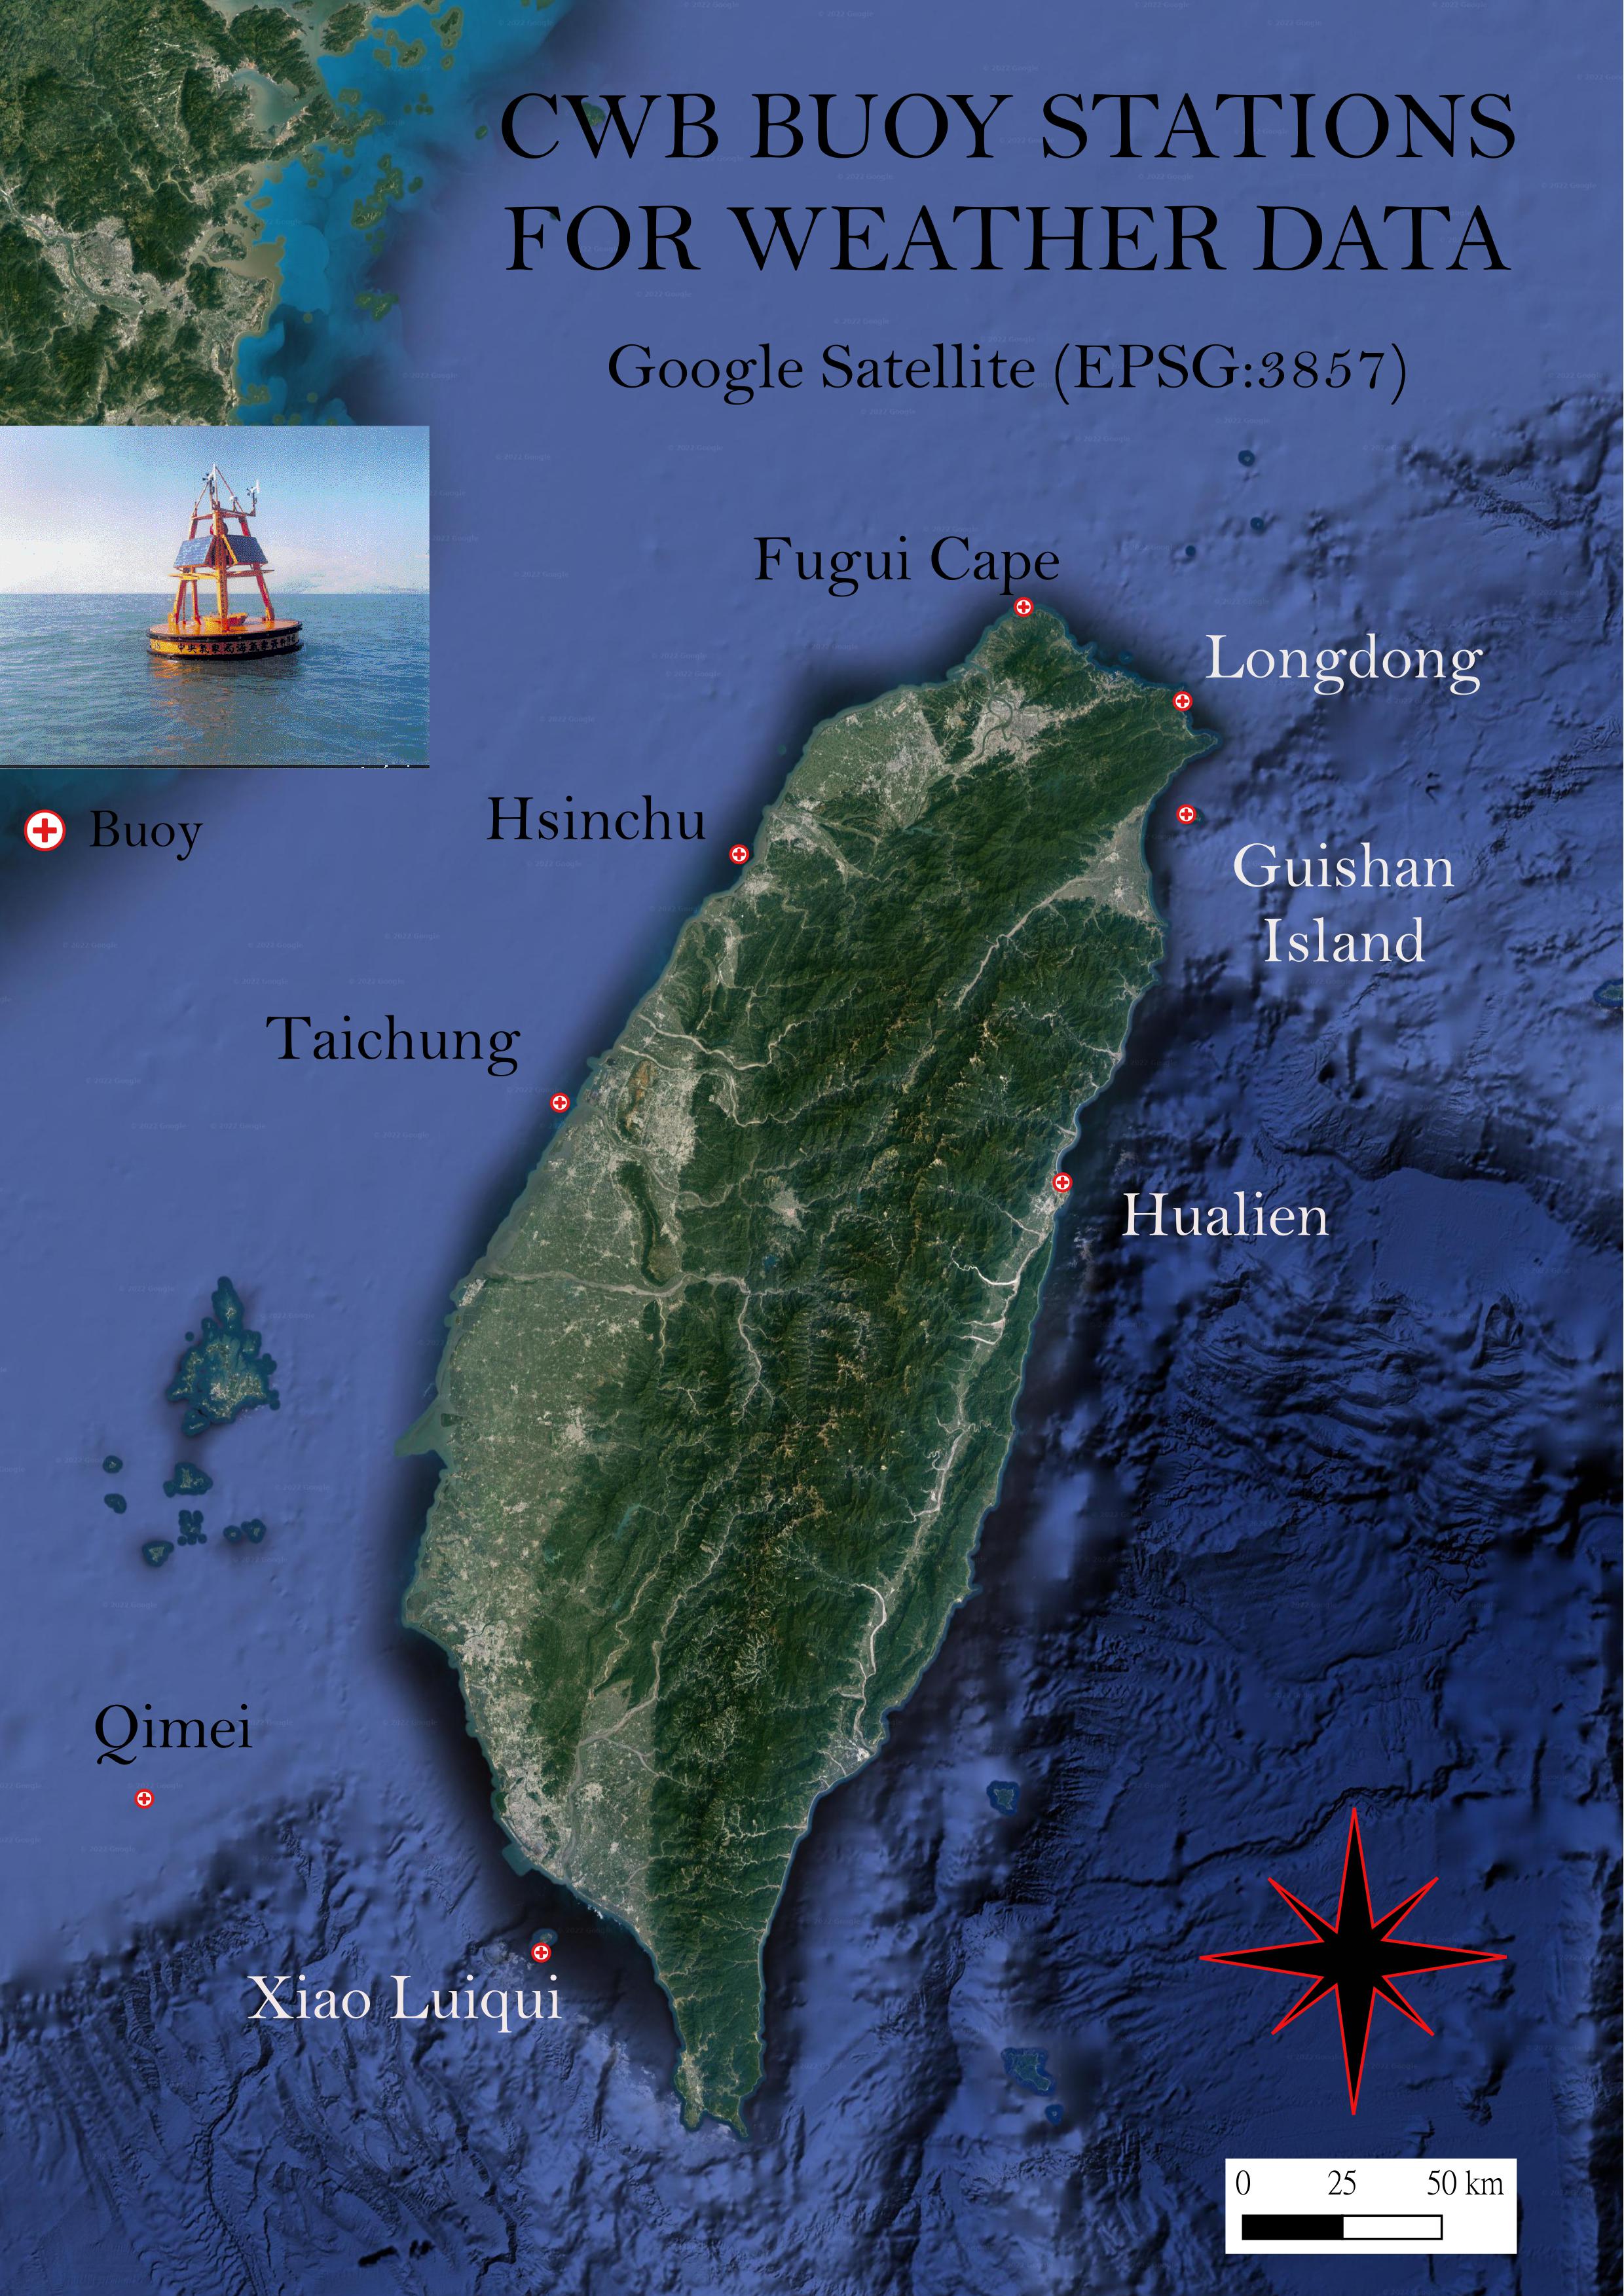 CWB BUOY STATIONS
FOR WEATHER DATA
Google Satellite (EPSG:3857)
Fugui Cape
Longdong
Hsinchu
Buoy
Guishan
Island
Taichung
Hualien
Qimei
Xiao Luiqui
0 25 50 km